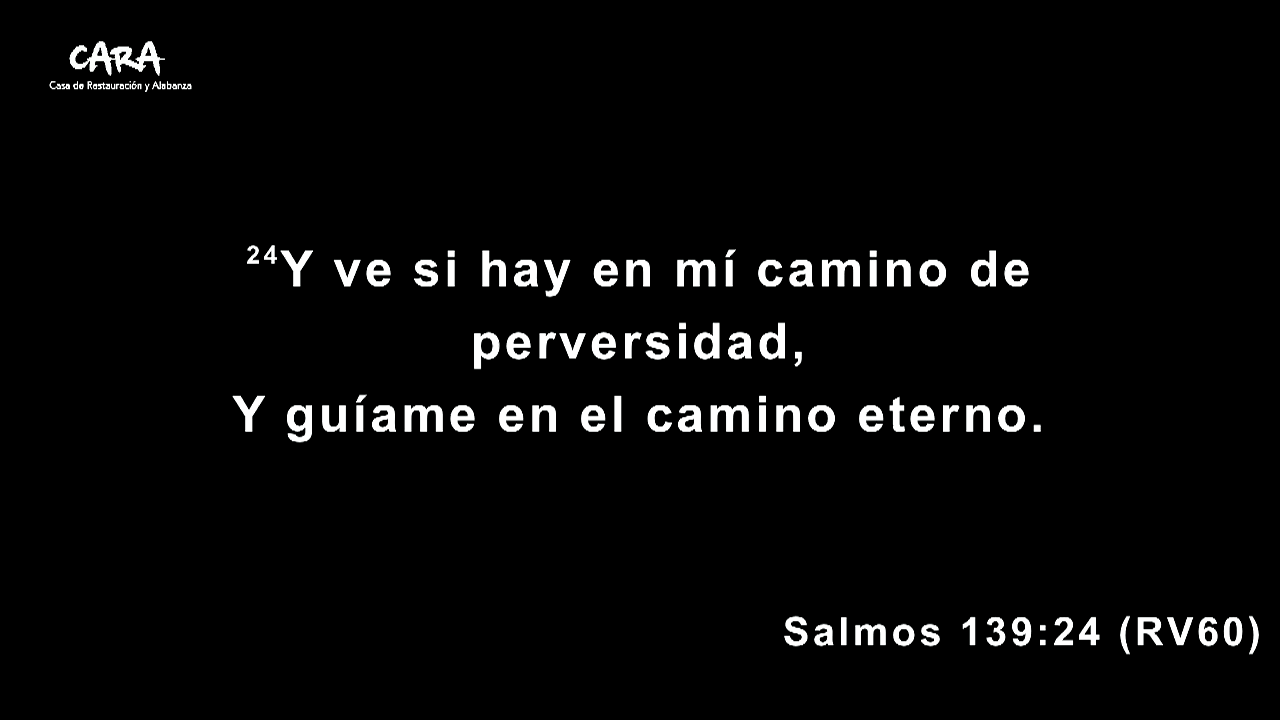 CARA
Casa de Restauración y Alabanza
24Y ve si hay en mí camino de
perversidad,
Y guíame en el camino eterno.
Salmos 139:24 (RV60)